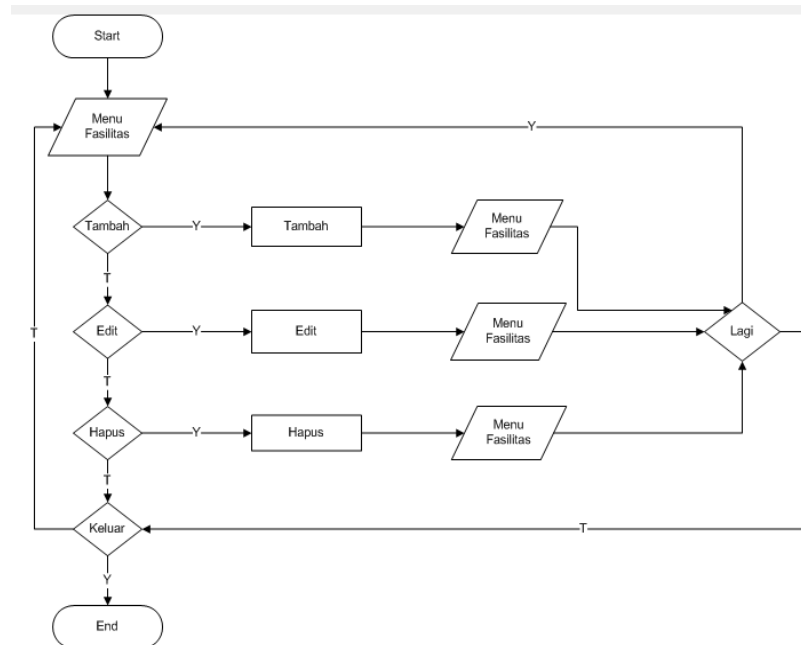 Start
Menu
Fasilitas
Y
Tambah
Y
Tambah
Menu
Fasilitas
T
T
Edit
Y
Edit
Menu
Fasilitas
Lagi
T
Hapus
Y
Hapus
Menu
Fasilitas
T
Keluar
T
Y
End